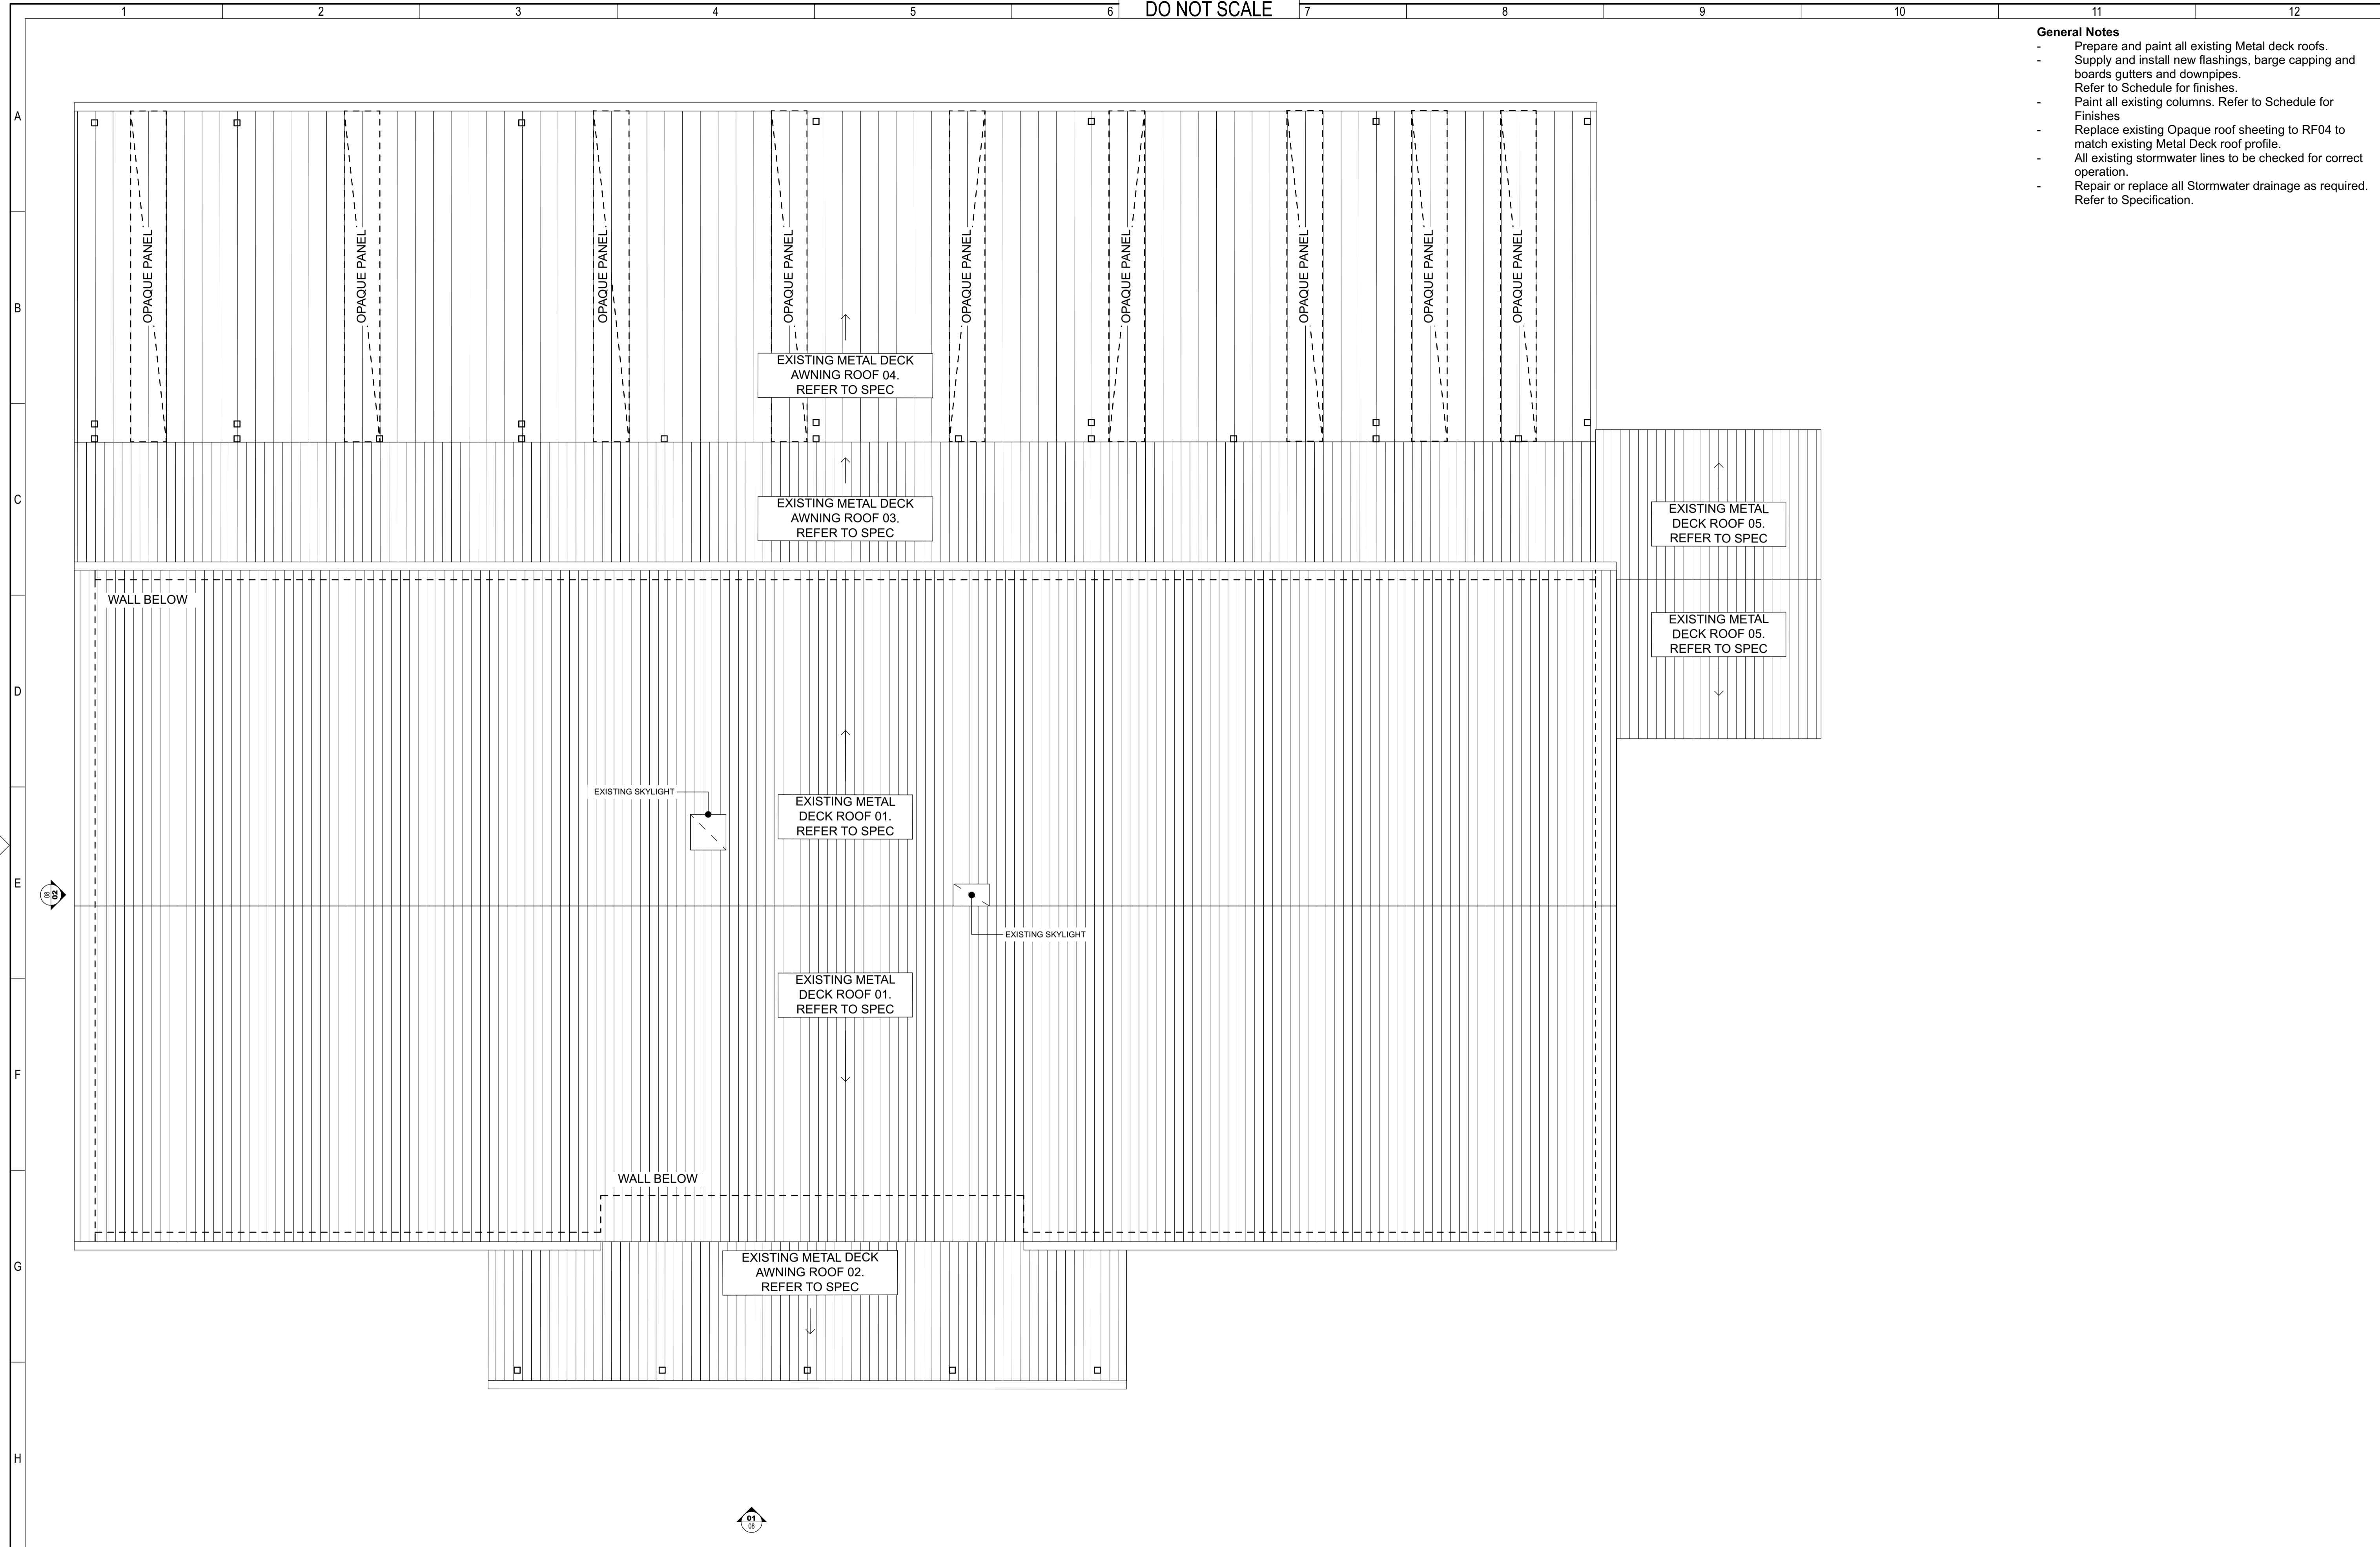 DO NOT SCALE
1
2
3
4
5
6
7
8
9
10
11
12
General Notes
- Prepare and paint all existing Metal deck roofs.
- Supply and install new flashings, barge capping and
boards gutters and downpipes.
Refer to Schedule for finishes.
- Paint all existing columns. Refer to Schedule for
Finishes
- Replace existing Opaque roof sheeting to RF04 to
match existing Metal Deck roof profile.
- All existing stormwater lines to be checked for correct
operation.
- Repair or replace all Stormwater drainage as required.
Refer to Specification.
A
B
C
D
E
F
G
H
OPAQUE PANEL
OPAQUE PANEL
OPAQUE PANEL
OPAQUE PANEL
OPAQUE PANEL
OPAQUE PANEL
OPAQUE PANEL
OPAQUE PANEL
OPAQUE PANEL
EXISTING METAL DECK
AWNING ROOF 04.
REFER TO SPEC
EXISTING METAL DECK
AWNING ROOF 03.
REFER TO SPEC
EXISTING METAL
DECK ROOF 05.
REFER TO SPEC
WALL BELOW
EXISTING METAL
DECK ROOF 05.
REFER TO SPEC
EXISTING SKYLIGHT
EXISTING METAL
DECK ROOF 01.
REFER TO SPEC
02
08
EXISTING SKYLIGHT
EXISTING METAL
DECK ROOF 01.
REFER TO SPEC
WALL BELOW
EXISTING METAL DECK
AWNING ROOF 02.
REFER TO SPEC
01
08